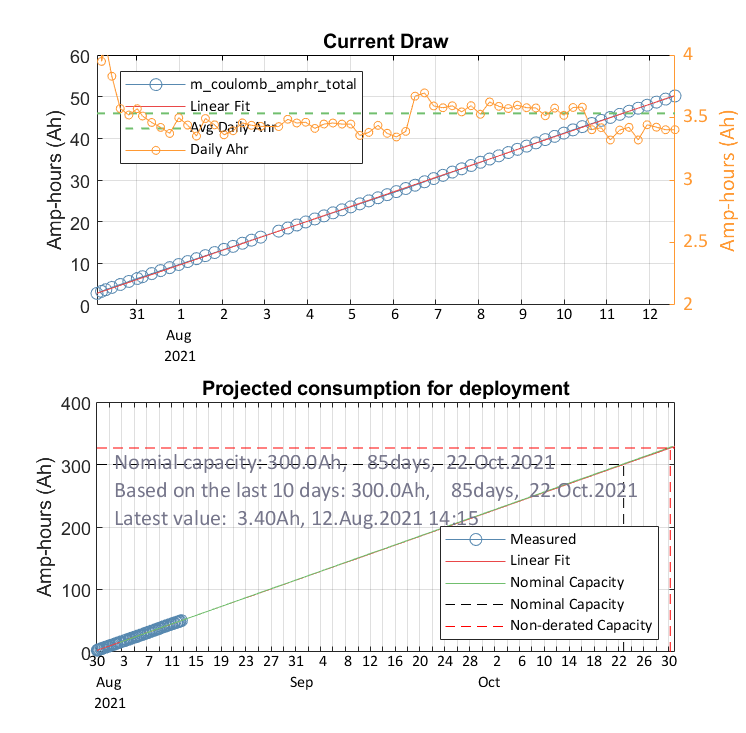 Current Draw
60
50
40
30
20
10
0
Amp-hours (Ah)
4
3.5
3
2.5
2
Amp-hours (Ah)
m_coulomb_amphr_total
Linear Fit
Avg Daily Ahr
Daily Ahr
31 1 2 3 4 5 6 7 8 9 10 11 12
Aug
2021
Projected consumption for deployment
400
300
200
100
0
Amp-hours (Ah)
Nomial capacity: 300.0Ah, 85days, 22.Oct.2021
Based on the last 10 days: 300.0Ah, 85days, 22.Oct.2021
Latest value: 3.40Ah, 12.Aug.2021 14:15
Measured
Linear Fit
Nominal Capacity
Nominal Capacity
Non-derated Capacity
30 3 7 11 15 19 23 27 31 4 8 12 16 20 24 28 2 6 10 14 18 22 26 30
Aug Sep Oct
2021